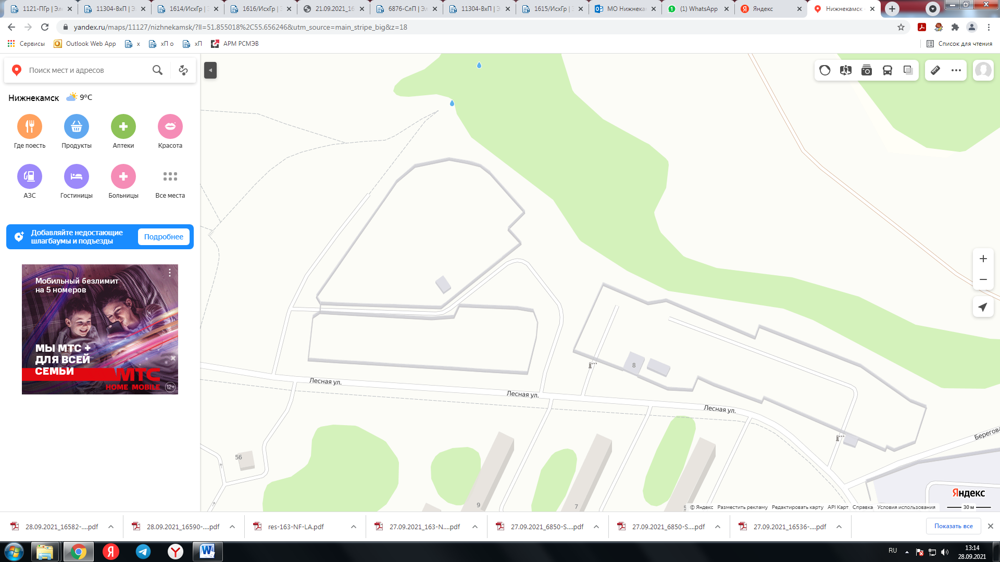 1121-ПГр | Эле
11304-ВхП | Э
1614/ИсхГр | Э
1616/ИсхГр | Э
21.09.2021_16
6876-СлП | Эл
11304-ВхП | Э
1615/ИсхГр | Э
МО Нижнека
(1) WhatsApp
Яндекс
Нижнекамск
yandex.ru/maps/11127/nizhnekamsk/?ll=51.855018%2C55.656246&utm_source=main_stripe_big&z=18
Сервисы
Outlook Web App
х
хП о
хП
АРМ РСМЭВ
Список для чтения
Поиск мест и адресов
Нижнекамск 9°C
Где поесть
Продукты
Аптеки
Красота
АЗС
Гостиницы
Больницы
Все места
Добавляйте недостающие
шлагбаумы и подъезды
Подробнее
Мобильный безлимит
на 5 номеров
МЫ МТС +
ДЛЯ ВСЕЙ
СЕМЬИ
МТС
HOME MOBILE
12+
8
Лесная ул.
Лесная ул.
Лесная ул.
Берегова
56
9
7
Яндекс
© Яндекс Разместить рекламу Редактировать карту API Карт Справка Условия использования
30 м
28.09.2021_16582-....pdf
28.09.2021_16590-....pdf
res-163-NF-LA.pdf
27.09.2021_163-N....pdf
27.09.2021_6850-S....pdf
27.09.2021_6850-S....pdf
27.09.2021_16536-....pdf
Показать все
RU
13:14
28.09.2021